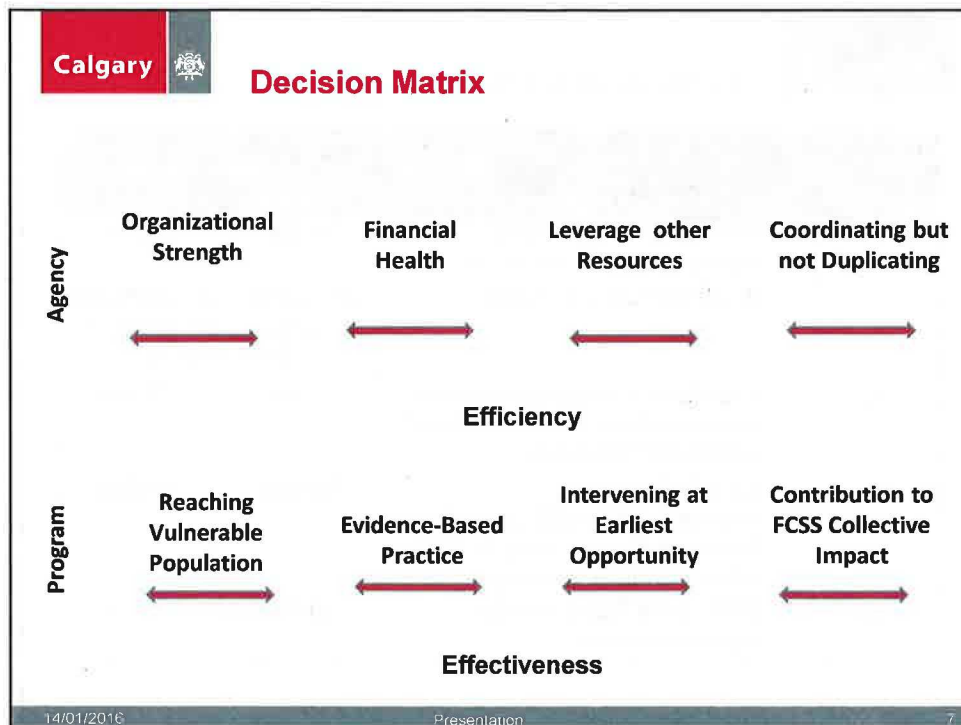 Calgary
Decision Matrix
Agency
Organizational
Strength
Financial
Health
Leverage other
Resources
Coordinating but
not Duplicating
Efficiency
Program
Reaching
Vulnerable
Population
Evidence-Based
Practice
Intervening at
Earliest
Opportunity
Contribution to
FCSS Collective
Impact
Effectiveness
14/01/2016
Presentation
7